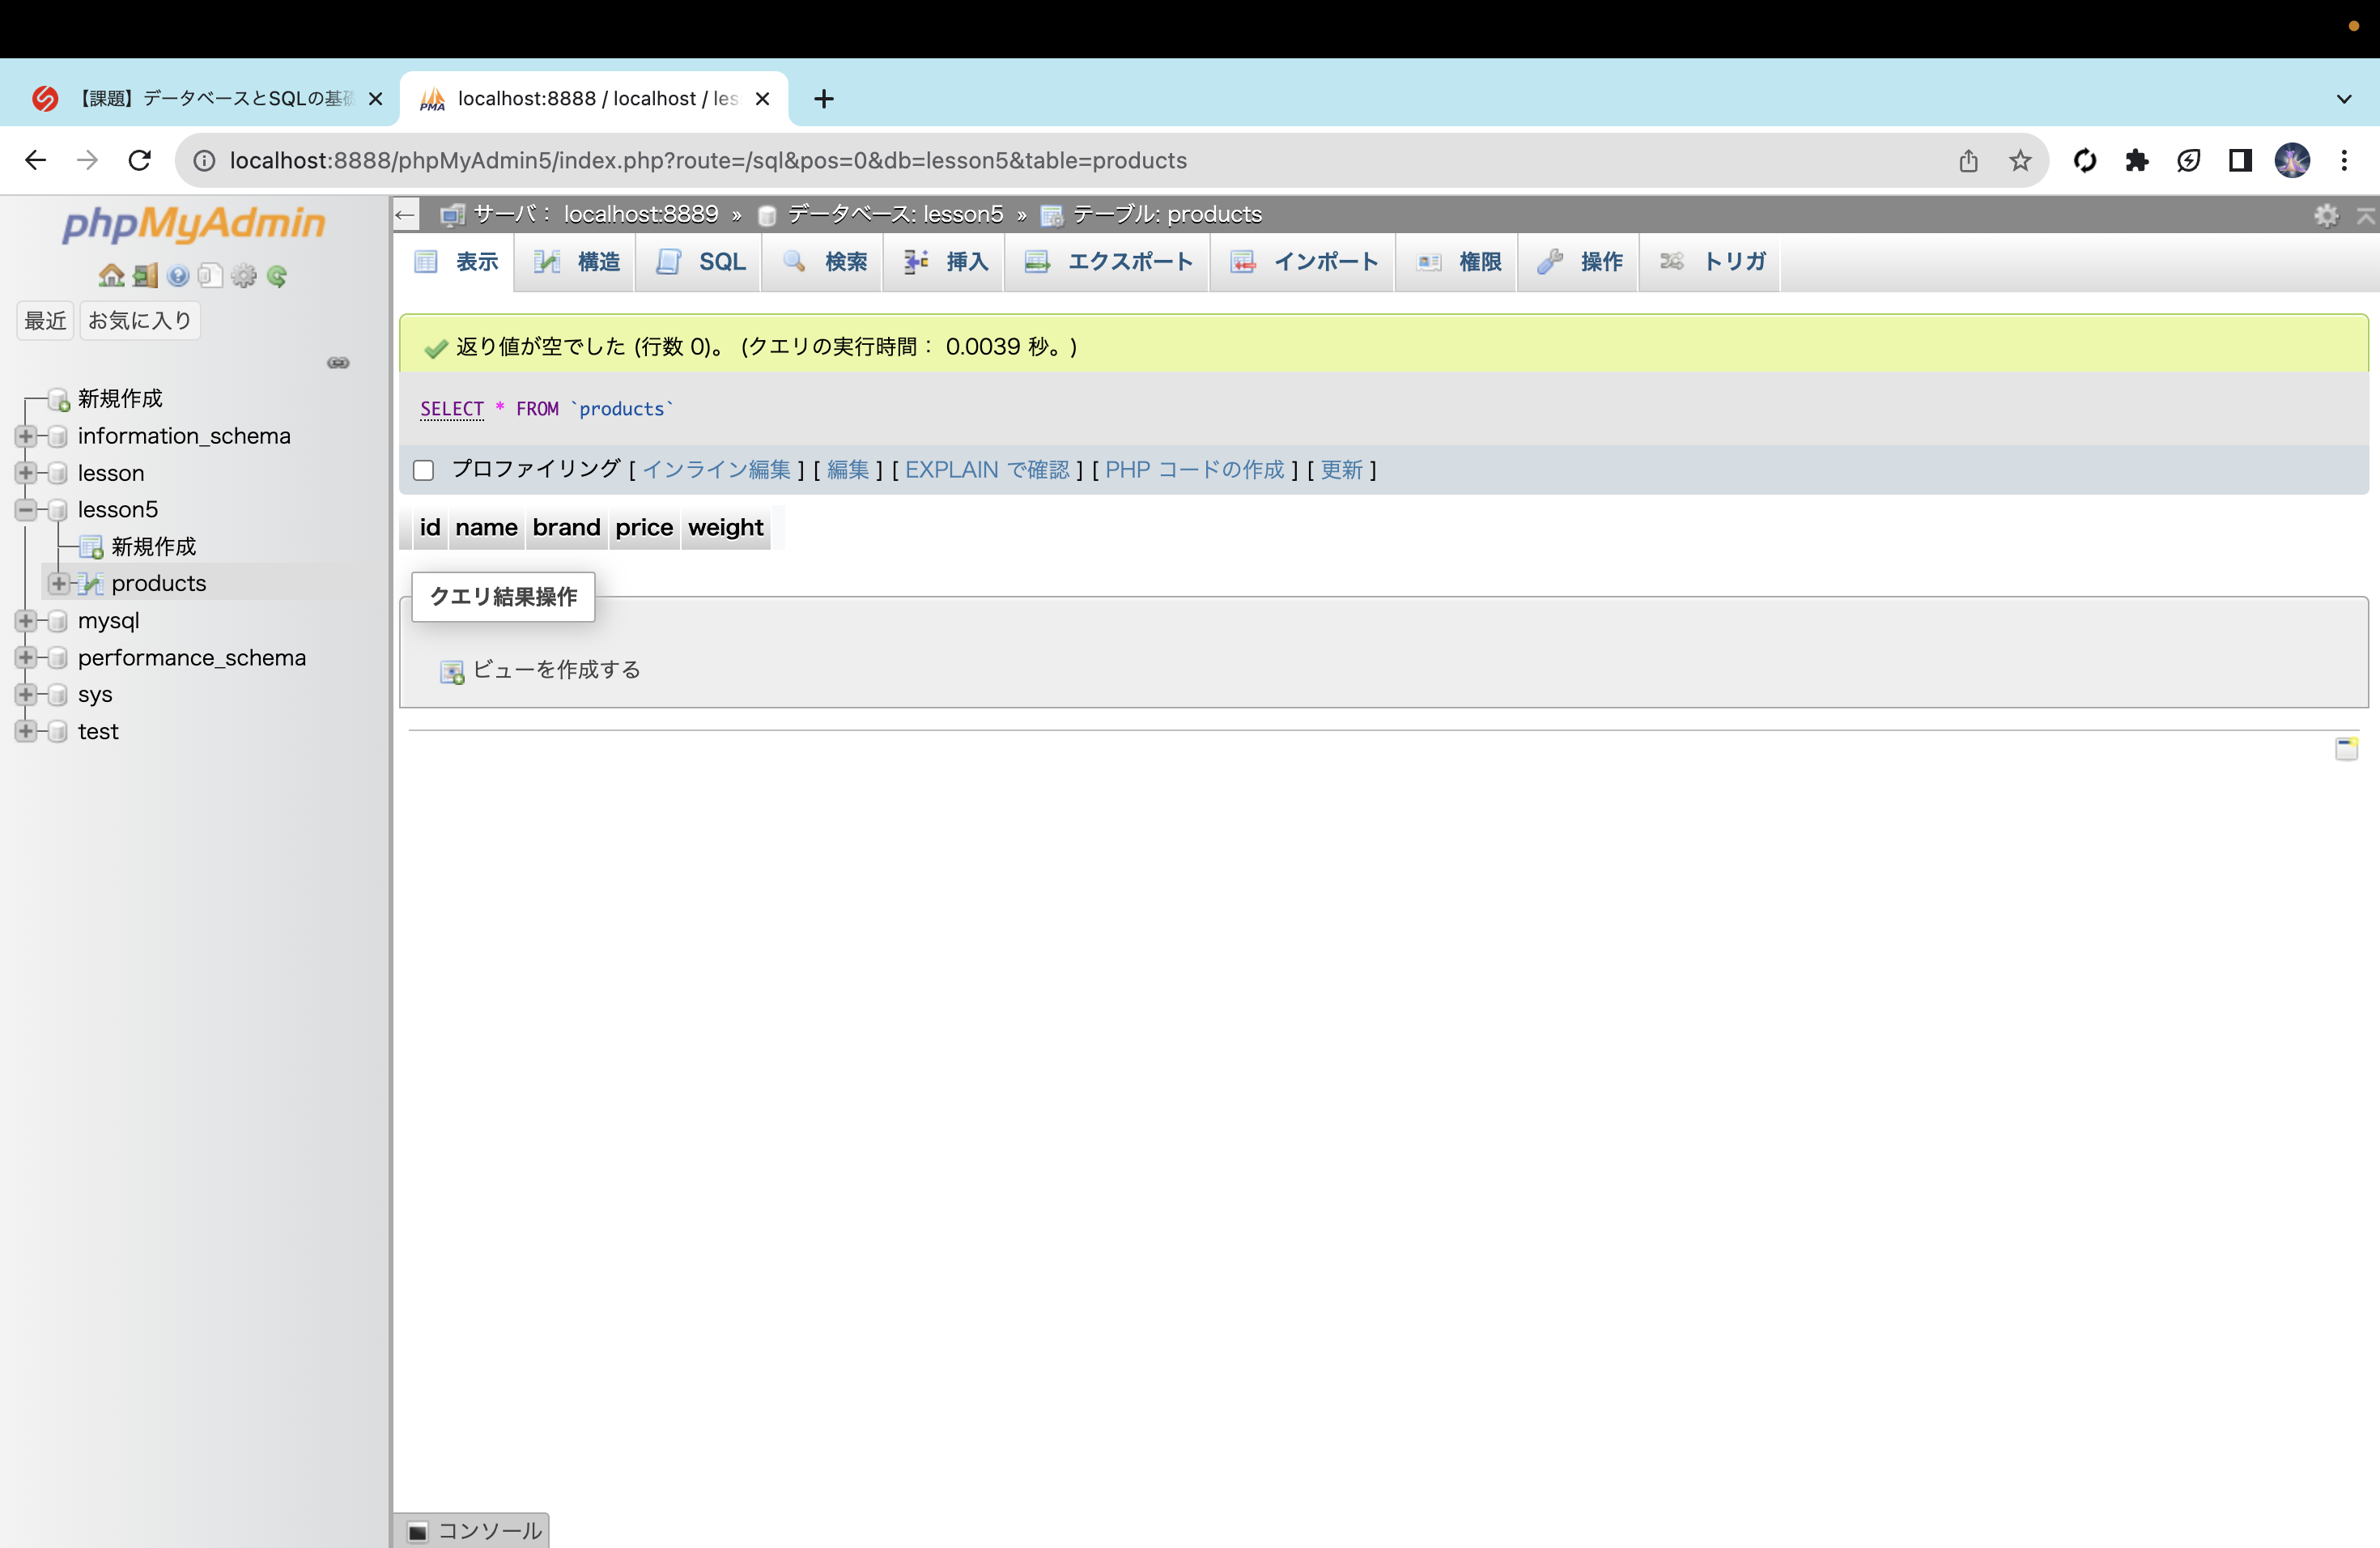 【課題】データベースとSQLの基礎
localhost:8888 / localhost / les
localhost:8888/phpMyAdmin5/index.php?route=/sql&pos=0&db=lesson5&table=products
phpMyAdmin
最近 お気に入り
新規作成
information_schema
lesson
lesson5
新規作成
products
mysql
performance_schema
sys
test
サーバ： localhost:8889 » データベース: lesson5 » テーブル: products
表示 構造 SQL 検索 挿入 エクスポート インポート 権限 操作 トリガ
返り値が空でした (行数 0)。 (クエリの実行時間： 0.0039 秒。)
SELECT * FROM `products`
プロファイリング [ インライン編集 ] [ 編集 ] [ EXPLAIN で確認 ] [ PHP コードの作成 ] [ 更新 ]
id name brand price weight
クエリ結果操作
ビューを作成する
コンソール